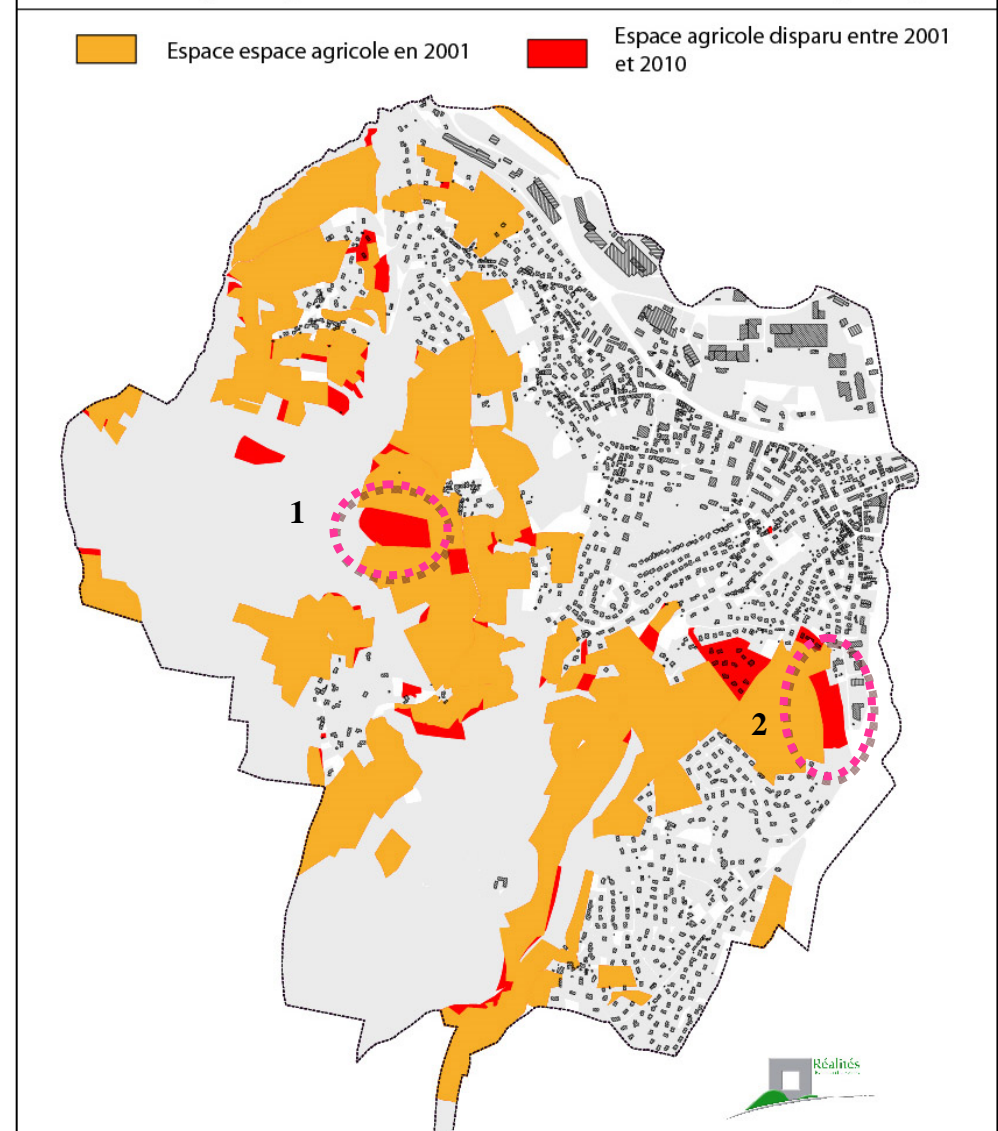 Espace espace agricole en 2001
Espace agricole disparu entre 2001
et 2010
1
2
Réalités